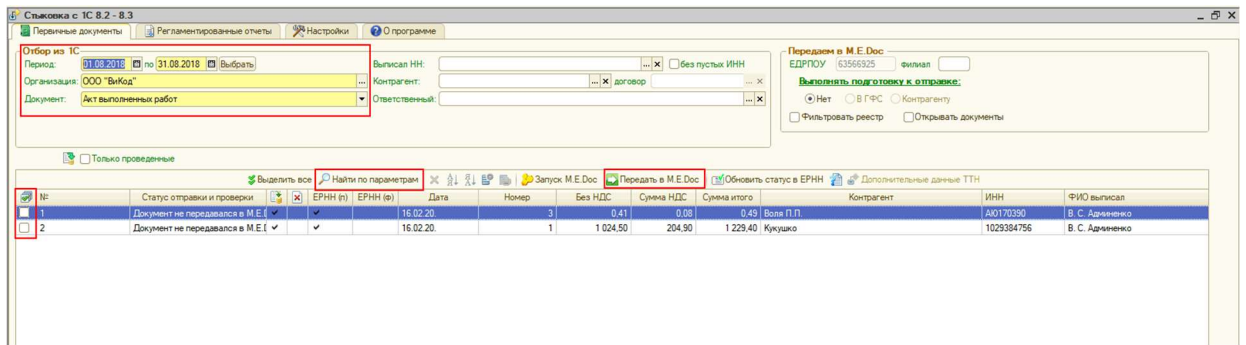 Стыковка с 1С 8.2 - 8.3
Первичные документы Регламентированные отчеты Настройки О программе
Отбор из 1С Передаем в M.E.Doc
Период: 01.08.2018 по 31.08.2018 Выбрать Выписал НН: ... x без пустых ИНН ЕДРПОУ 63566925 филиал
Организация: ООО "ВиКод" ... Контрагент: ... x договор ... x Выполнять подготовку к отправке:
Документ: Акт выполненных работ Ответственный: ... x Нет В ГФС Контрагенту
Фильтровать реестр Открывать документы
Только проведенные
Выделить все Найти по параметрам Запуск M.E.Doc Передать в M.E.Doc Обновить статус в ЕРНН Дополнительные данные ТТН
№ Статус отправки и проверки ЕРНН (п) ЕРНН (ф) Дата Номер Без НДС Сумма НДС Сумма итого Контрагент ИНН ФИО выписал
1 Документ не передавался в M.E.D 16.02.20. 3 0,41 0,08 0,49 Воля П.П. AI0170390 В. С. Админенко
2 Документ не передавался в M.E.D 16.02.20. 1 1 024,50 204,90 1 229,40 Кукушко 1029384756 В. С. Админенко